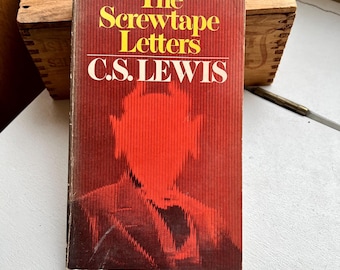 The
Screwtape
Letters
C.S. LEWIS